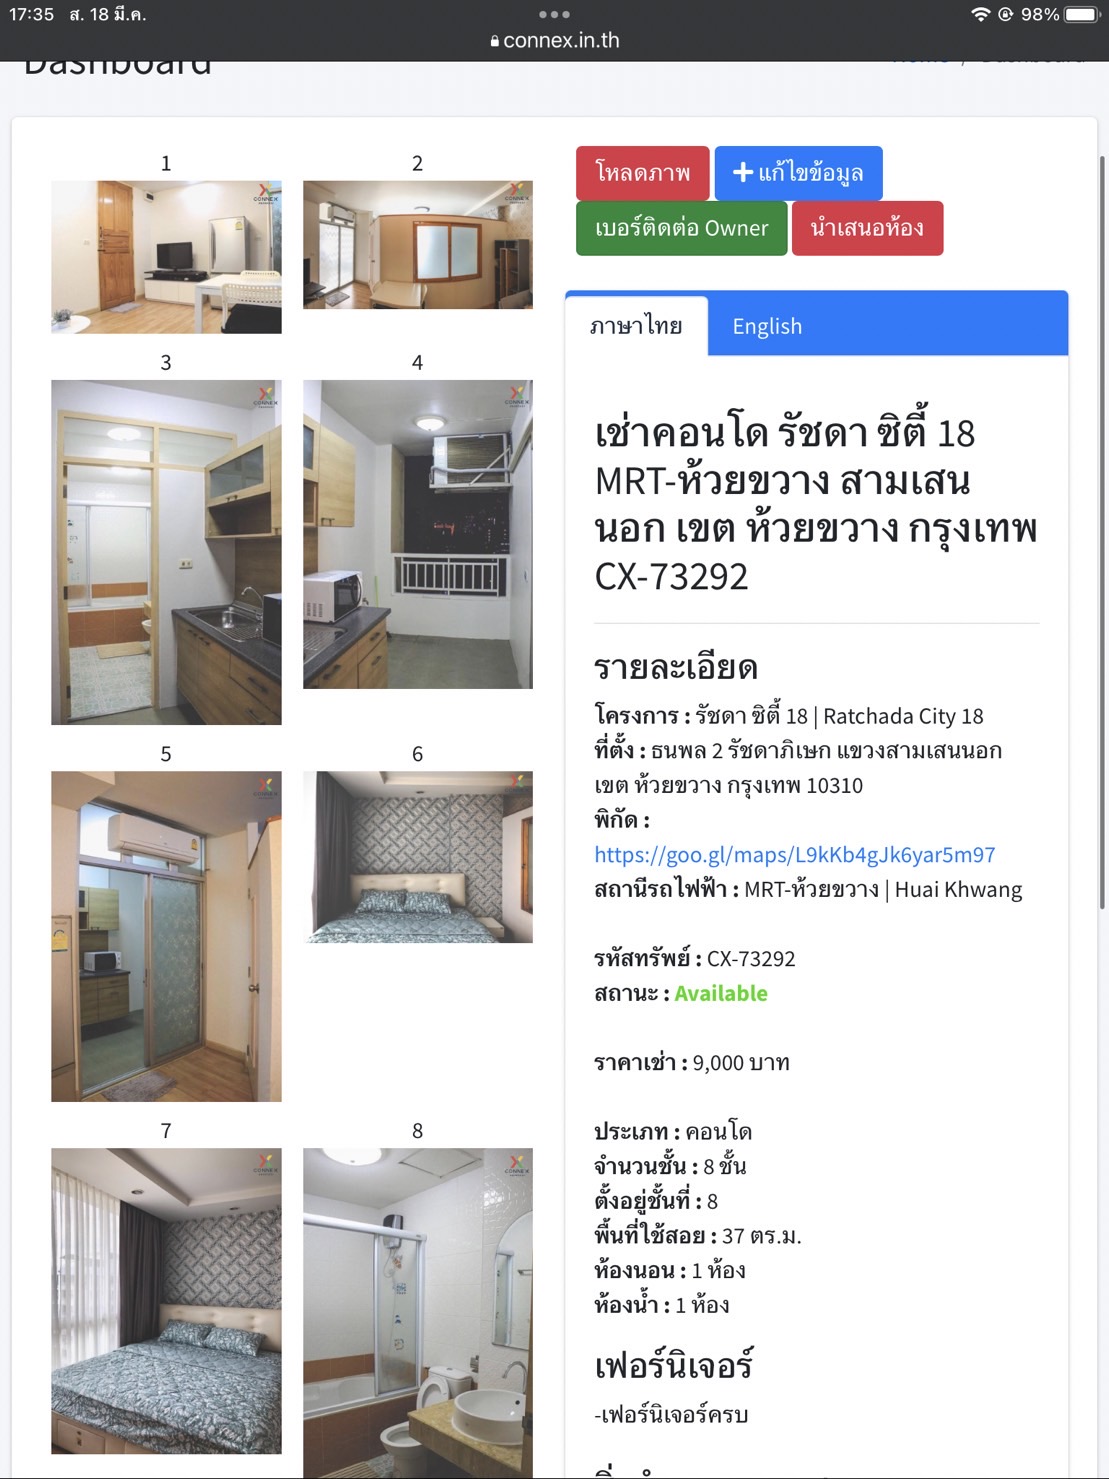 17:35 ส. 18 มี.ค.
98%
connex.in.th
Dashboard
Home / Dashboard
1
2
3
4
5
6
7
8
CONNEX
โหลดภาพ
แก้ไขข้อมูล
เบอร์ติดต่อ Owner
นำเสนอห้อง
ภาษาไทย
English
เช่าคอนโด รัชดา ซิตี้ 18
MRT-ห้วยขวาง สามเสน
นอก เขต ห้วยขวาง กรุงเทพ
CX-73292
รายละเอียด
โครงการ : รัชดา ซิตี้ 18 | Ratchada City 18
ที่ตั้ง : ธนพล 2 รัชดาภิเษก แขวงสามเสนนอก
เขต ห้วยขวาง กรุงเทพ 10310
พิกัด :
https://goo.gl/maps/L9kKb4gJk6yar5m97
สถานีรถไฟฟ้า : MRT-ห้วยขวาง | Huai Khwang
รหัสทรัพย์ : CX-73292
สถานะ : Available
ราคาเช่า : 9,000 บาท
ประเภท : คอนโด
จำนวนชั้น : 8 ชั้น
ตั้งอยู่ชั้นที่ : 8
พื้นที่ใช้สอย : 37 ตร.ม.
ห้องนอน : 1 ห้อง
ห้องน้ำ : 1 ห้อง
เฟอร์นิเจอร์
-เฟอร์นิเจอร์ครบ